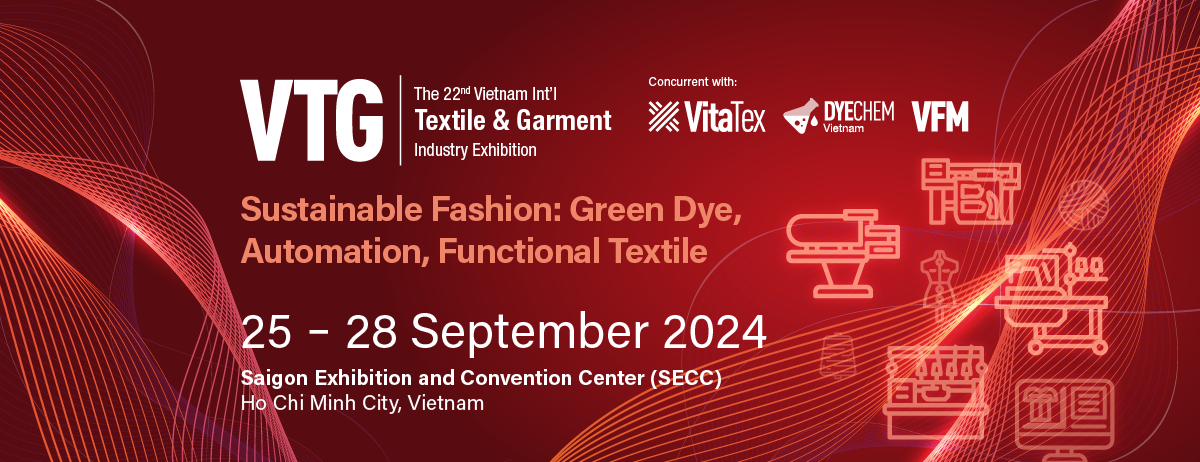 VTG
The 22nd Vietnam Int'l
Textile & Garment
Industry Exhibition
Concurrent with:
VitaTex
DYECHEM
Vietnam
VFM
Sustainable Fashion: Green Dye,
Automation, Functional Textile
25 – 28 September 2024
Saigon Exhibition and Convention Center (SECC)
Ho Chi Minh City, Vietnam